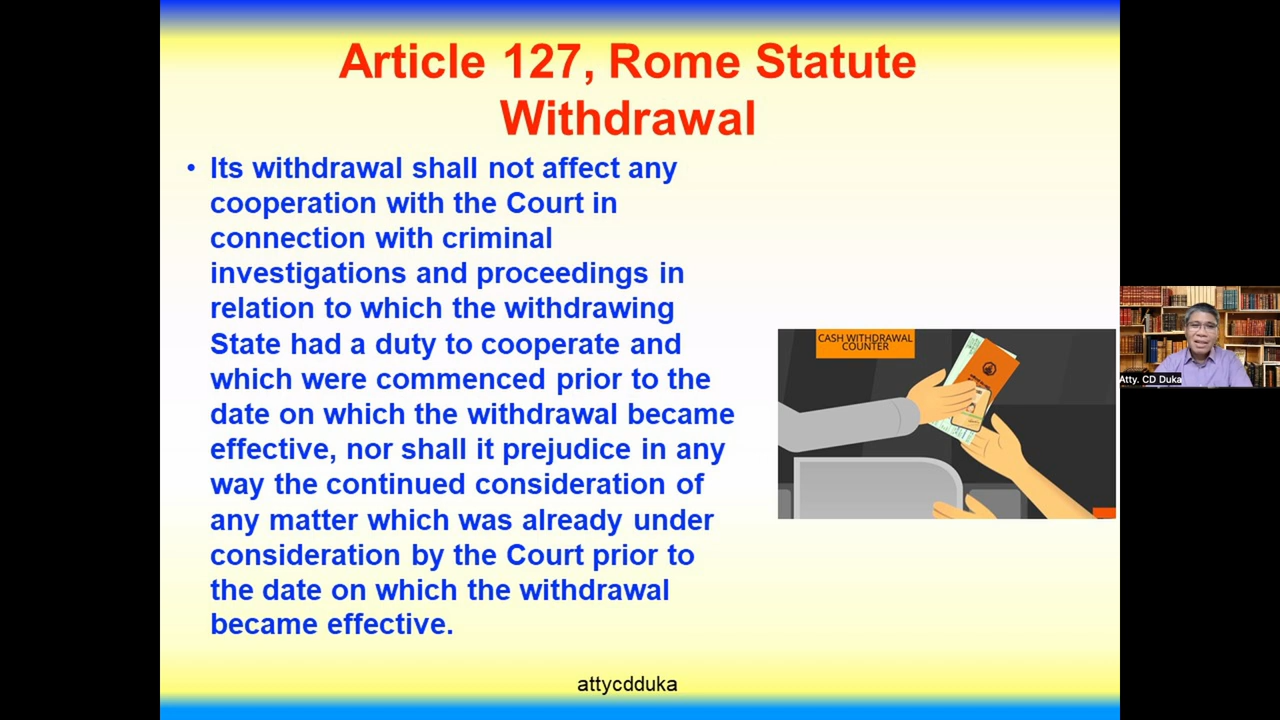 Article 127, Rome Statute
Withdrawal
• Its withdrawal shall not affect any
cooperation with the Court in
connection with criminal
investigations and proceedings in
relation to which the withdrawing
State had a duty to cooperate and
which were commenced prior to the
date on which the withdrawal became
effective, nor shall it prejudice in any
way the continued consideration of
any matter which was already under
consideration by the Court prior to
the date on which the withdrawal
became effective.
CASH WITHDRAWAL
COUNTER
Atty. CD Duka
attycdduka